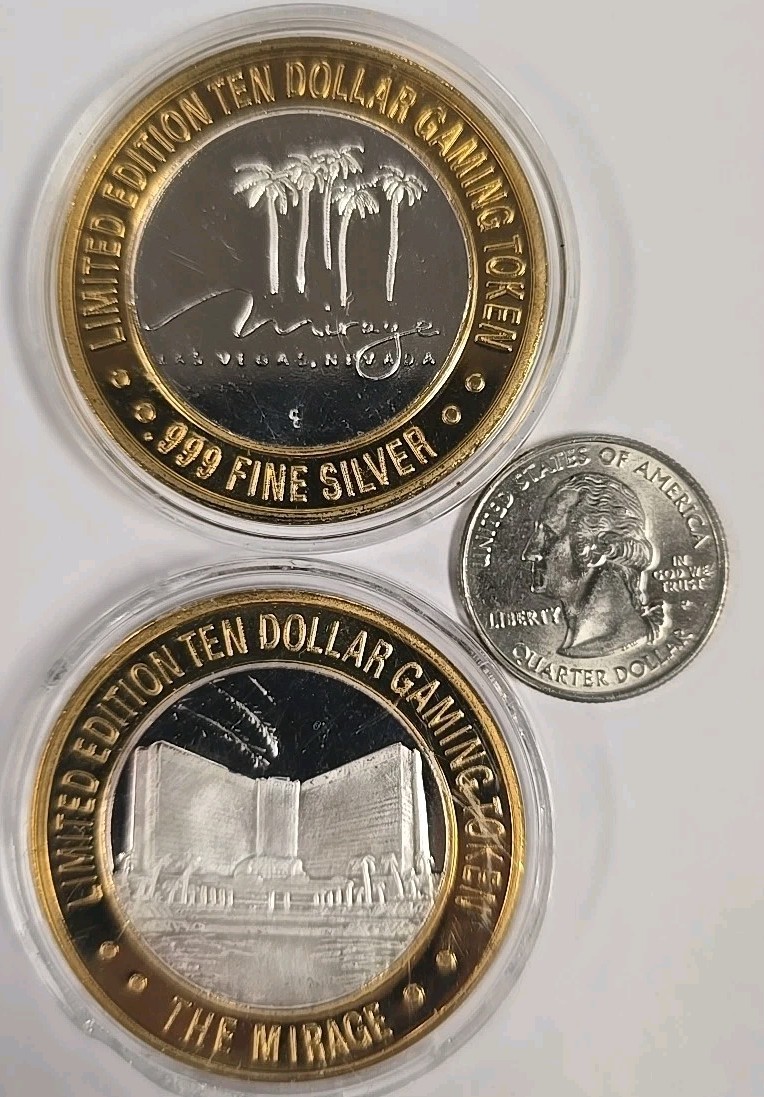 LIMITED EDITION TEN DOLLAR GAMING TOKEN
Mirage
LAS VEGAS, NEVADA
.999 FINE SILVER
UNITED STATES OF AMERICA
IN
GOD WE
TRUST
LIBERTY
QUARTER DOLLAR
LIMITED EDITION TEN DOLLAR GAMING TOKEN
THE MIRAGE